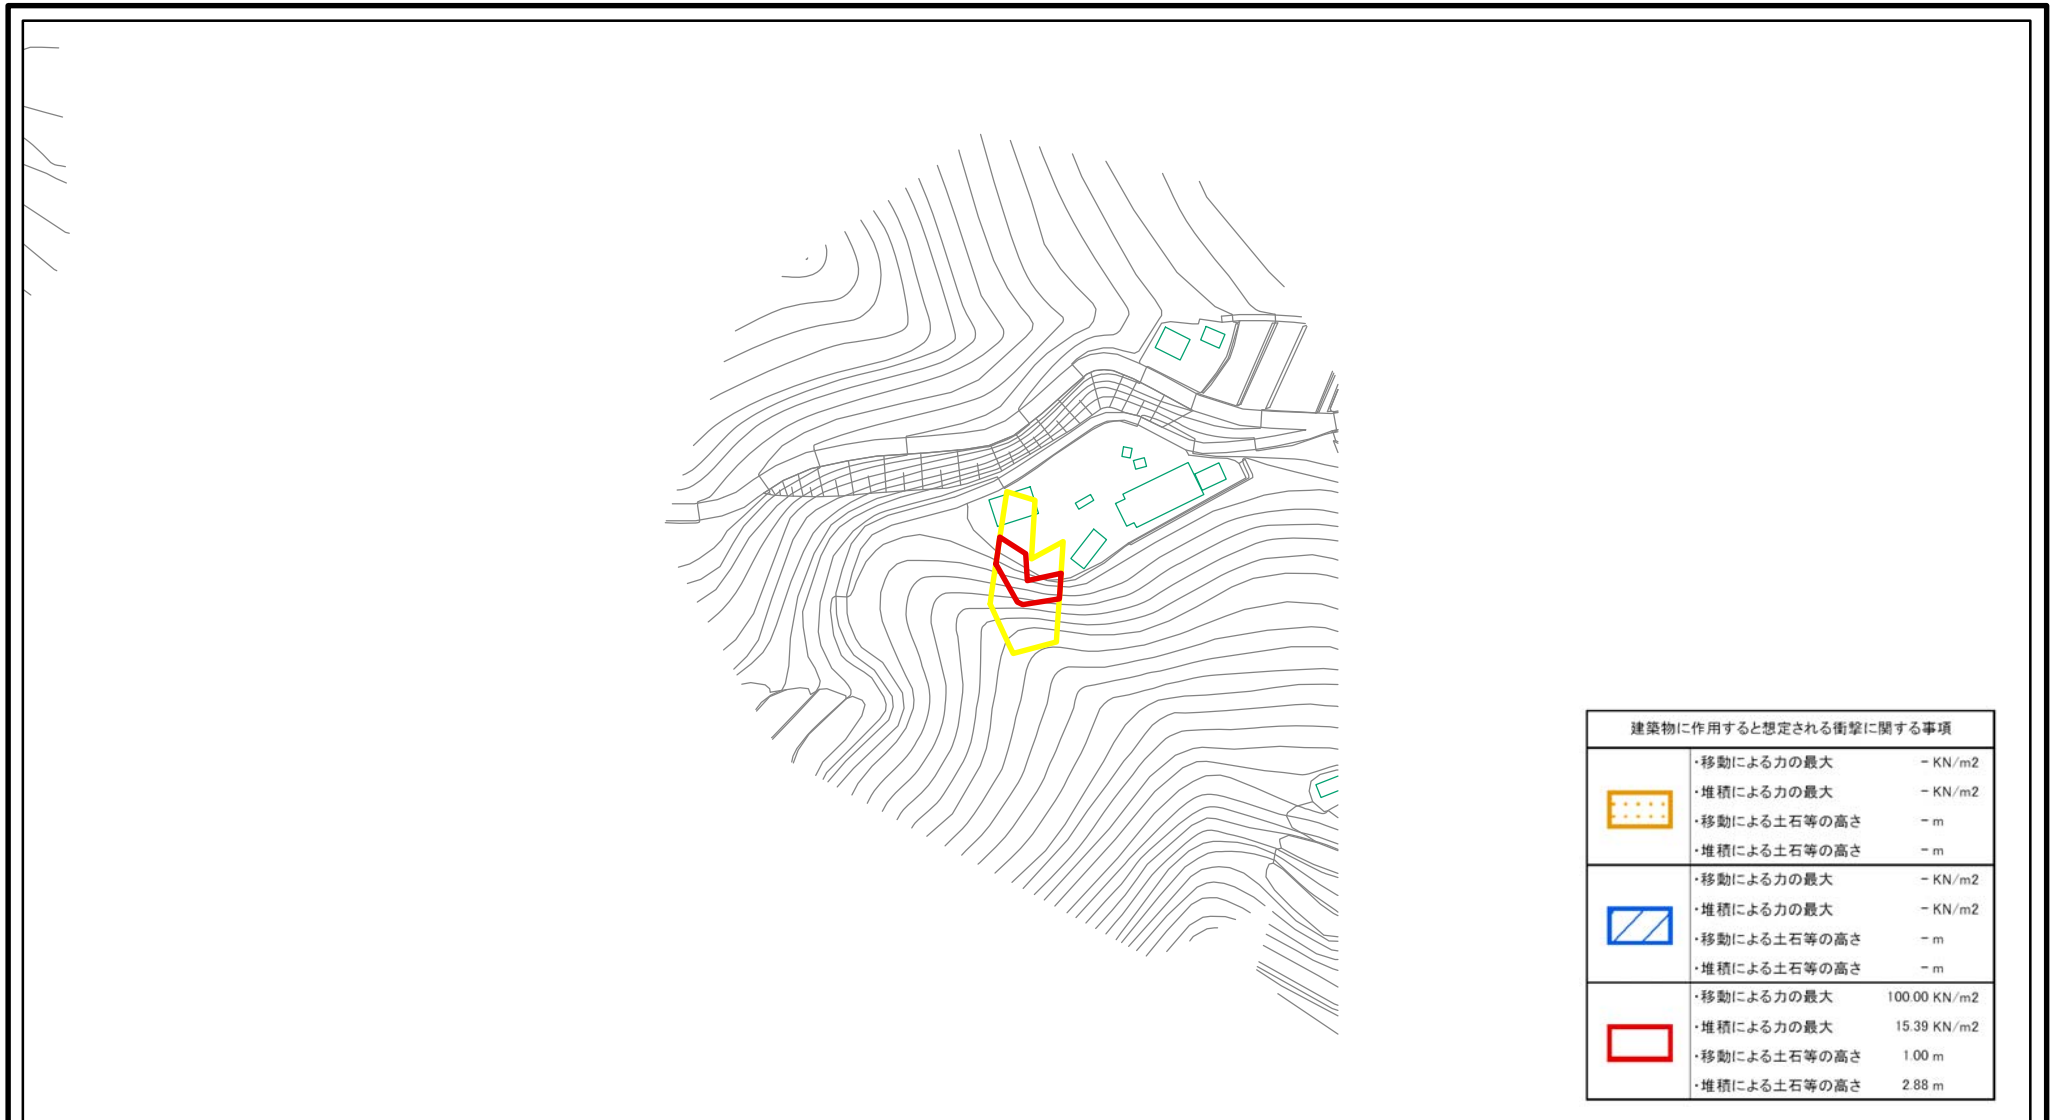 建築物に作用すると想定される衝撃に関する事項
・移動による力の最大 － KN/m2
・堆積による力の最大 － KN/m2
・移動による土石等の高さ － m
・堆積による土石等の高さ － m
・移動による力の最大 － KN/m2
・堆積による力の最大 － KN/m2
・移動による土石等の高さ － m
・堆積による土石等の高さ － m
・移動による力の最大 100.00 KN/m2
・堆積による力の最大 15.39 KN/m2
・移動による土石等の高さ 1.00 m
・堆積による土石等の高さ 2.88 m